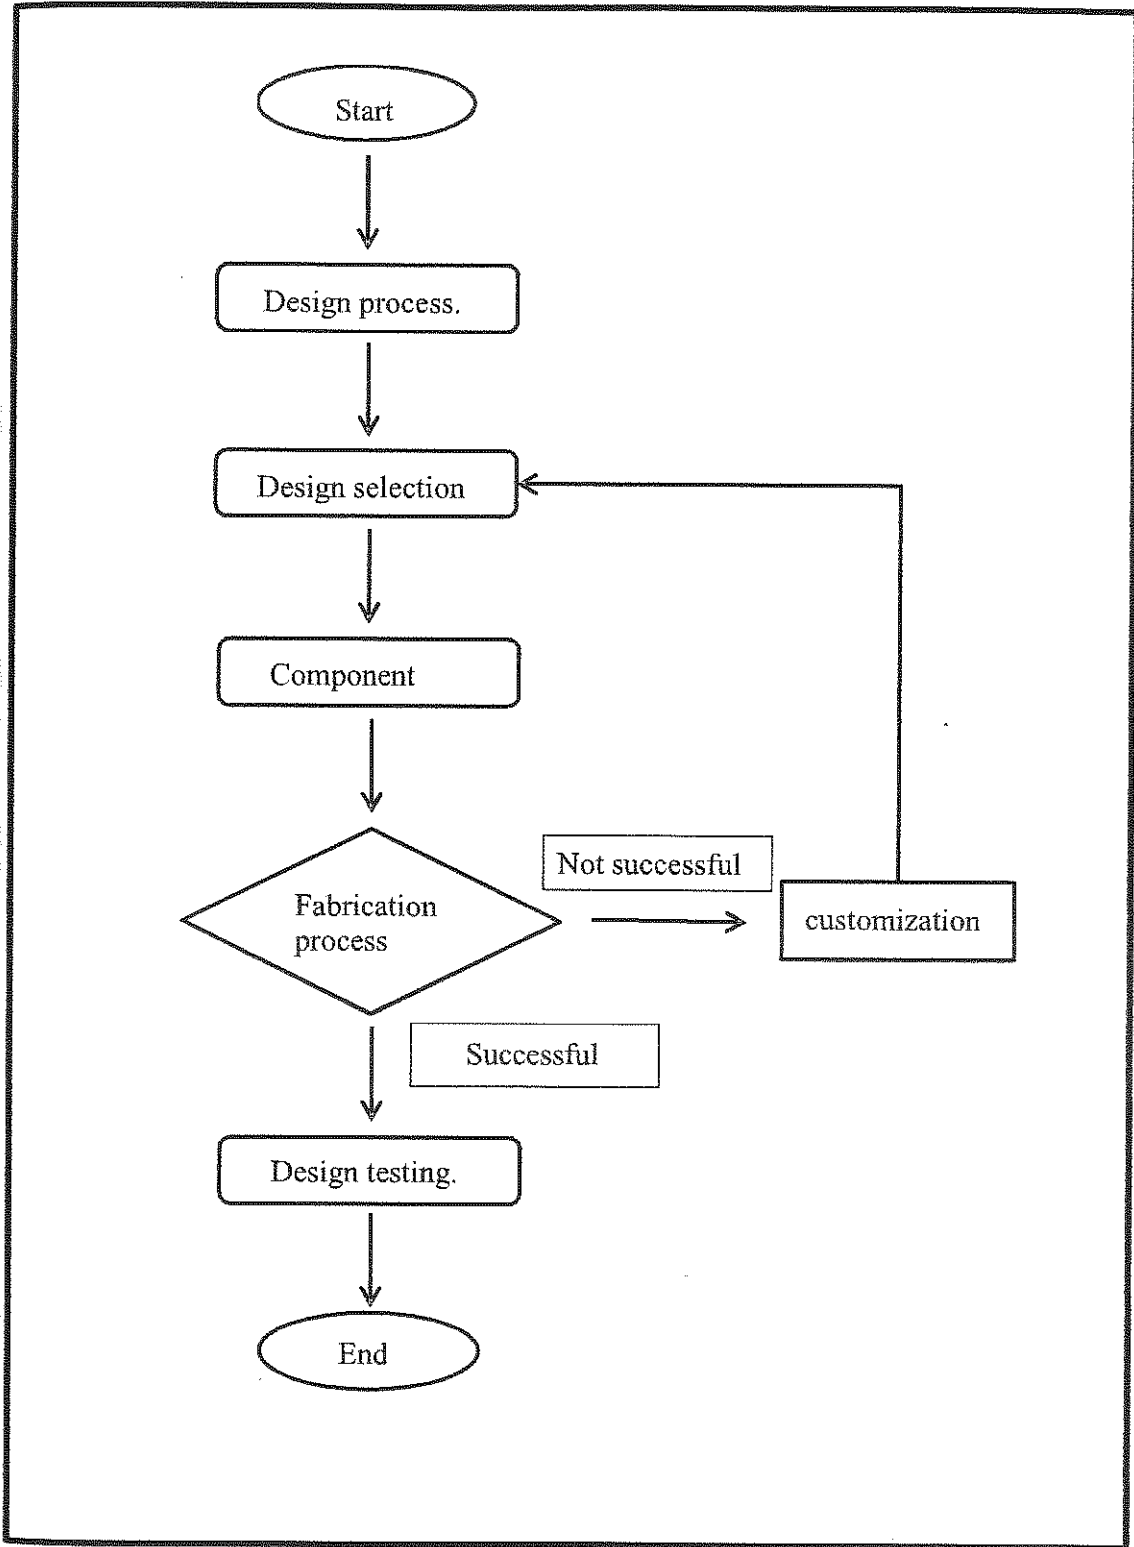 Start
Design process.
Design selection
Component
Not successful
Fabrication
process
customization
Successful
Design testing.
End